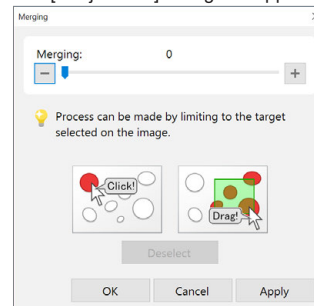 Merging
Merging: 0
Process can be made by limiting to the target
selected on the image.
Click!
Drag!
Deselect
OK Cancel Apply